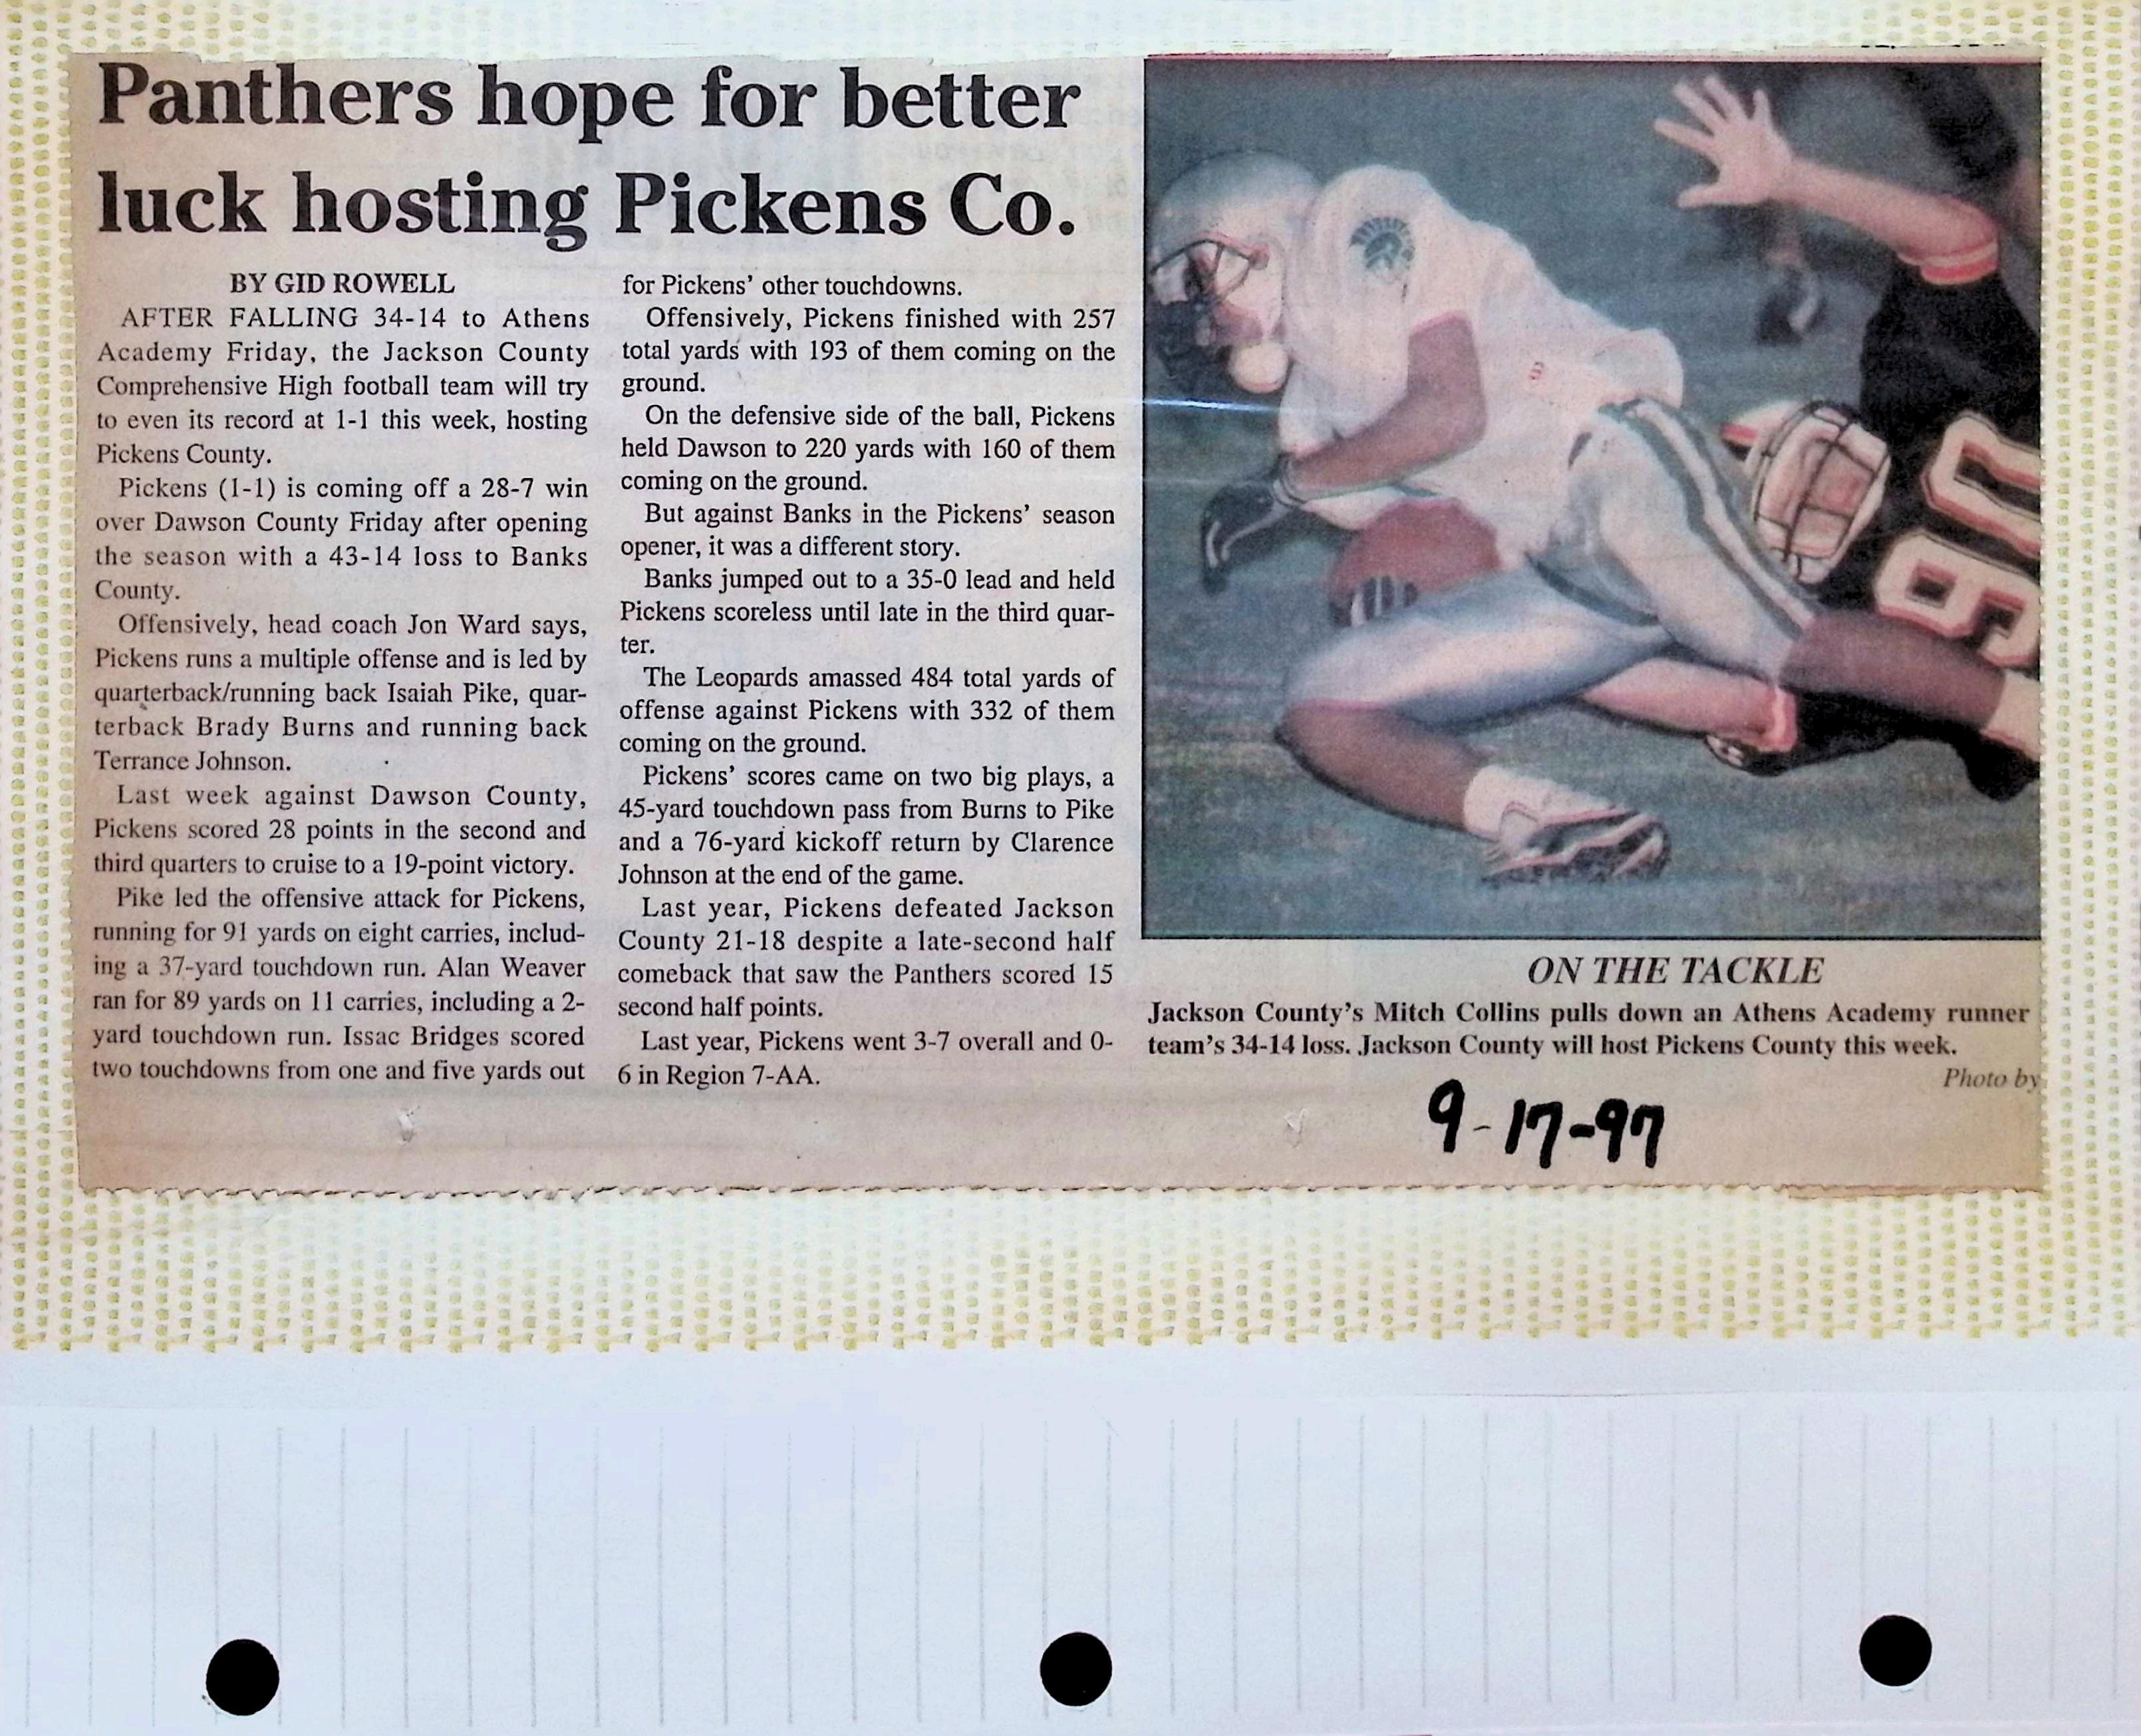 Panthers hope for better
luck hosting Pickens Co.
BY GID ROWELL
AFTER FALLING 34-14 to Athens
Academy Friday, the Jackson County
Comprehensive High football team will try
to even its record at 1-1 this week, hosting
Pickens County.
Pickens (1-1) is coming off a 28-7 win
over Dawson County Friday after opening
the season with a 43-14 loss to Banks
County.
Offensively, head coach Jon Ward says,
Pickens runs a multiple offense and is led by
quarterback/running back Isaiah Pike, quar-
terback Brady Burns and running back
Terrance Johnson.
Last week against Dawson County,
Pickens scored 28 points in the second and
third quarters to cruise to a 19-point victory.
Pike led the offensive attack for Pickens,
running for 91 yards on eight carries, includ-
ing a 37-yard touchdown run. Alan Weaver
ran for 89 yards on 11 carries, including a 2-
yard touchdown run. Issac Bridges scored
two touchdowns from one and five yards out
for Pickens' other touchdowns.
Offensively, Pickens finished with 257
total yards with 193 of them coming on the
ground.
On the defensive side of the ball, Pickens
held Dawson to 220 yards with 160 of them
coming on the ground.
But against Banks in the Pickens' season
opener, it was a different story.
Banks jumped out to a 35-0 lead and held
Pickens scoreless until late in the third quar-
ter.
The Leopards amassed 484 total yards of
offense against Pickens with 332 of them
coming on the ground.
Pickens' scores came on two big plays, a
45-yard touchdown pass from Burns to Pike
and a 76-yard kickoff return by Clarence
Johnson at the end of the game.
Last year, Pickens defeated Jackson
County 21-18 despite a late-second half
comeback that saw the Panthers scored 15
second half points.
Last year, Pickens went 3-7 overall and 0-
6 in Region 7-AA.
ON THE TACKLE
Jackson County's Mitch Collins pulls down an Athens Academy runner
team's 34-14 loss. Jackson County will host Pickens County this week.
Photo by
9-17-97